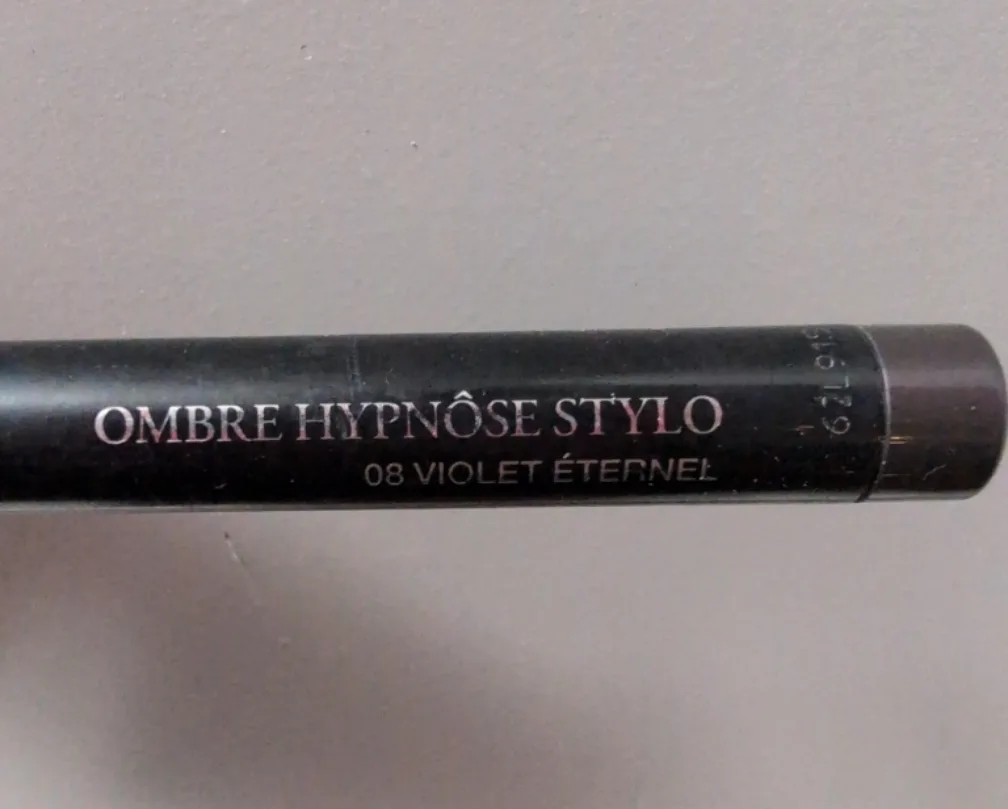 OMBRE HYPNÔSE STYLO
08 VIOLET ÉTERNEL